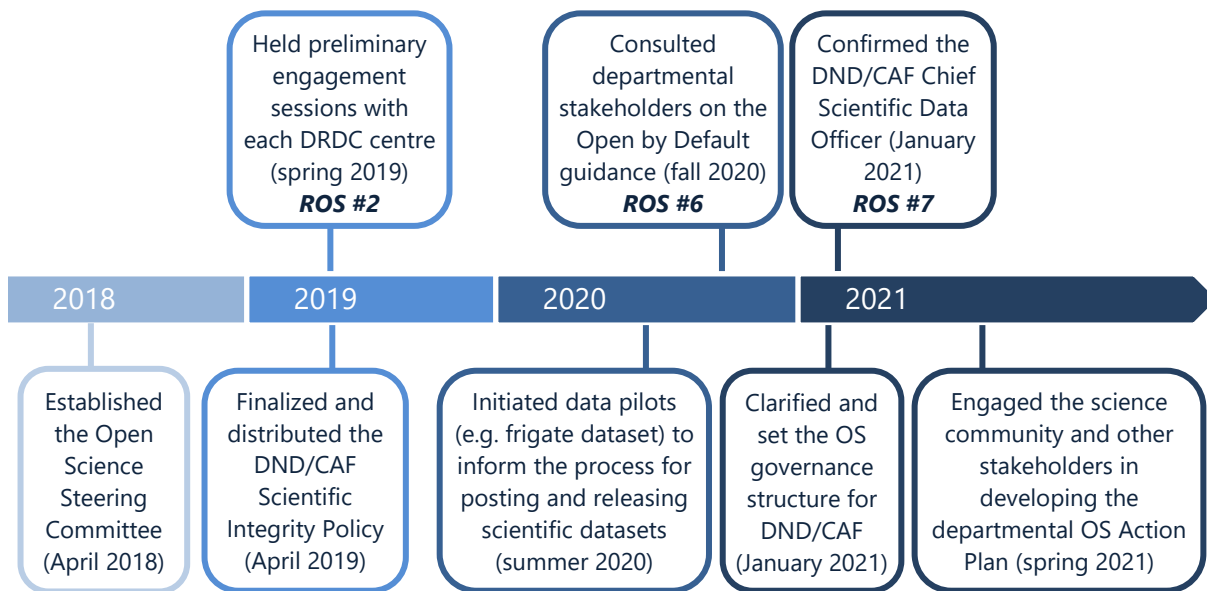 Held preliminary
engagement
sessions with
each DRDC centre
(spring 2019)
ROS #2
Consulted
departmental
stakeholders on the
Open by Default
guidance (fall 2020)
ROS #6
Confirmed the
DND/CAF Chief
Scientific Data
Officer (January
2021)
ROS #7
2018
2019
2020
2021
Established
the Open
Science
Steering
Committee
(April 2018)
Finalized and
distributed the
DND/CAF
Scientific
Integrity Policy
(April 2019)
Initiated data pilots
(e.g. frigate dataset) to
inform the process for
posting and releasing
scientific datasets
(summer 2020)
Clarified and
set the OS
governance
structure for
DND/CAF
(January 2021)
Engaged the science
community and other
stakeholders in
developing the
departmental OS Action
Plan (spring 2021)